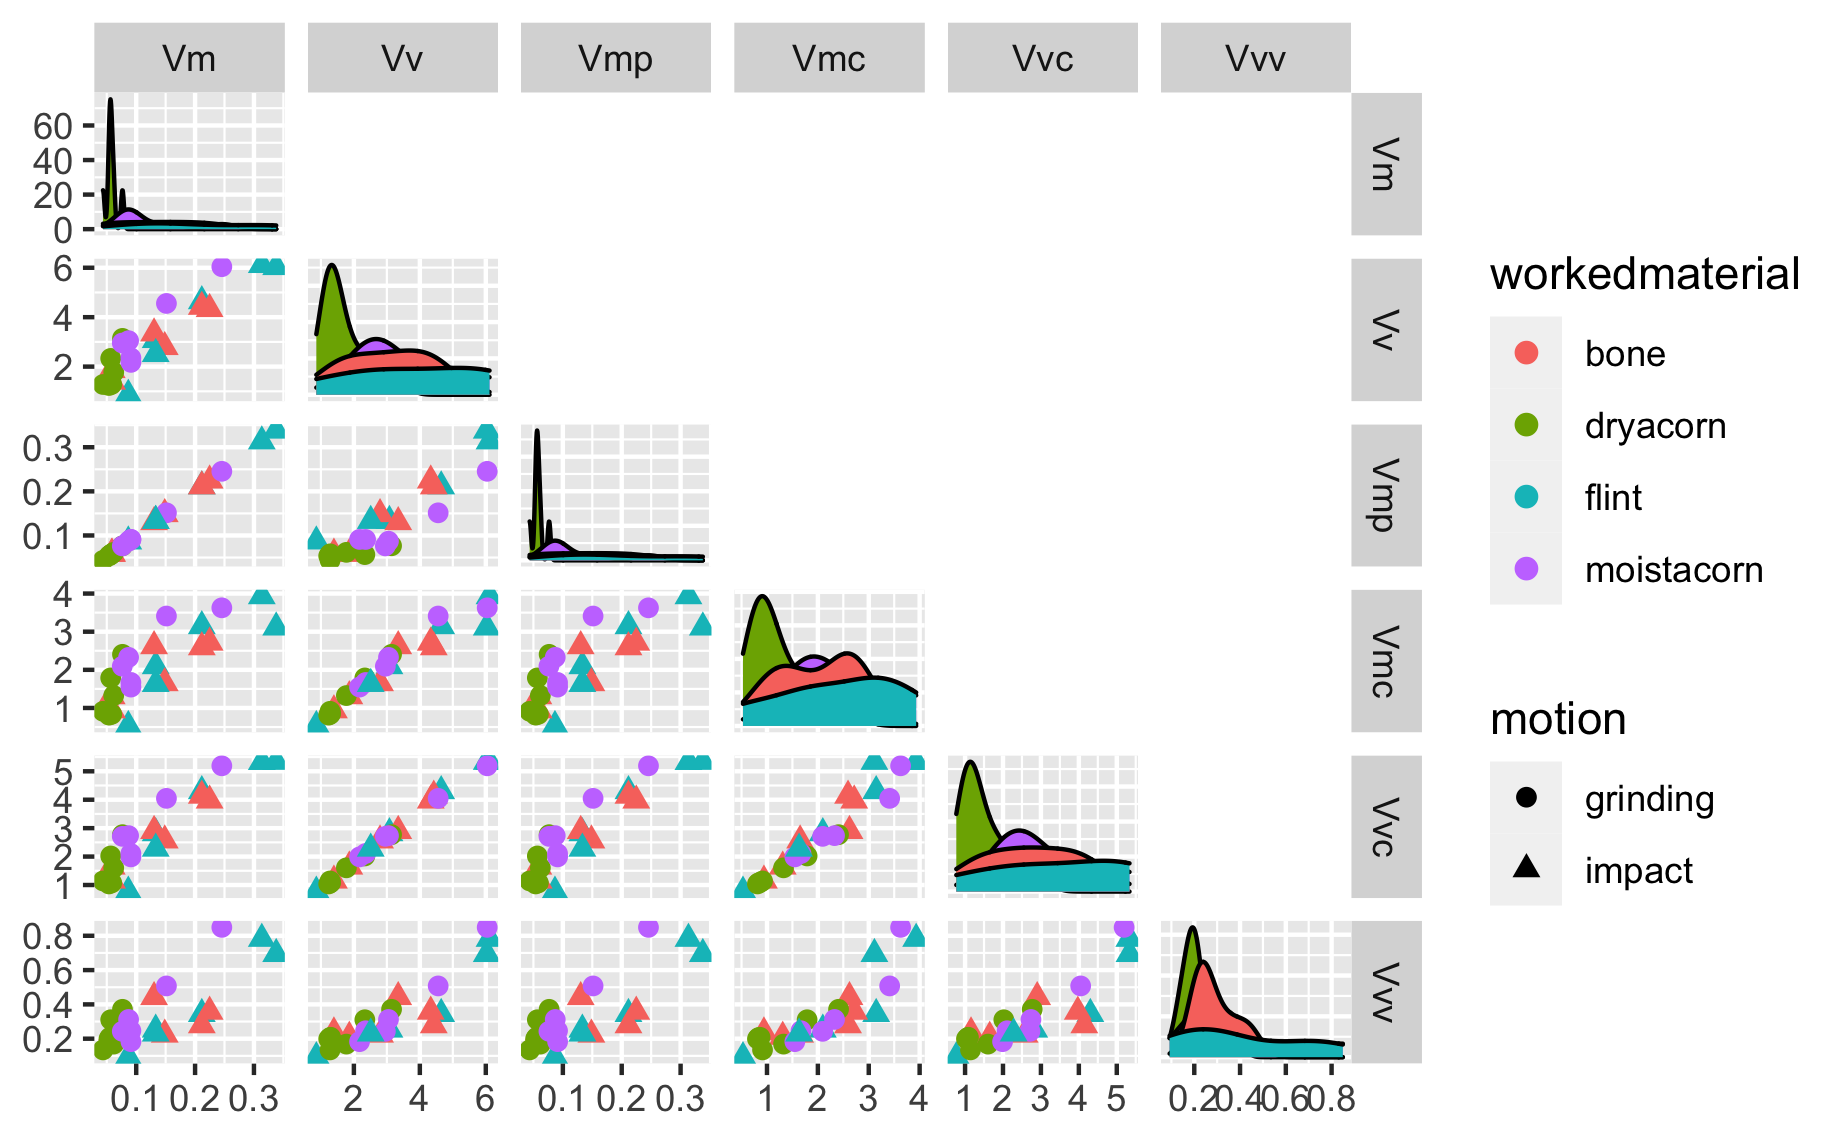 Vm Vv Vmp Vmc Vvc Vvv
60
40
20
0
Vm
6
4
2
Vv
0.3
0.2
0.1
Vmp
4
3
2
1
Vmc
5
4
3
2
1
Vvc
0.8
0.6
0.4
0.2
Vvv
0.1 0.2 0.3 2 4 6 0.1 0.2 0.3 1 2 3 4 1 2 3 4 5 0.2 0.4 0.6 0.8
workedmaterial
bone
dryacorn
flint
moistacorn
motion
grinding
impact